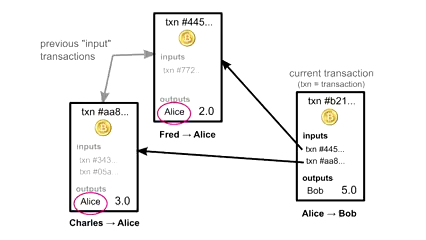 previous "input"
transactions
txn #445...
inputs
txn #772...
outputs
Alice 2.0
Fred → Alice
txn #aa8...
inputs
txn #343...
txn #05a...
outputs
Alice 3.0
Charles → Alice
current transaction
(txn = transaction)
txn #b21...
inputs
txn #445...
txn #aa8...
outputs
Bob 5.0
Alice → Bob